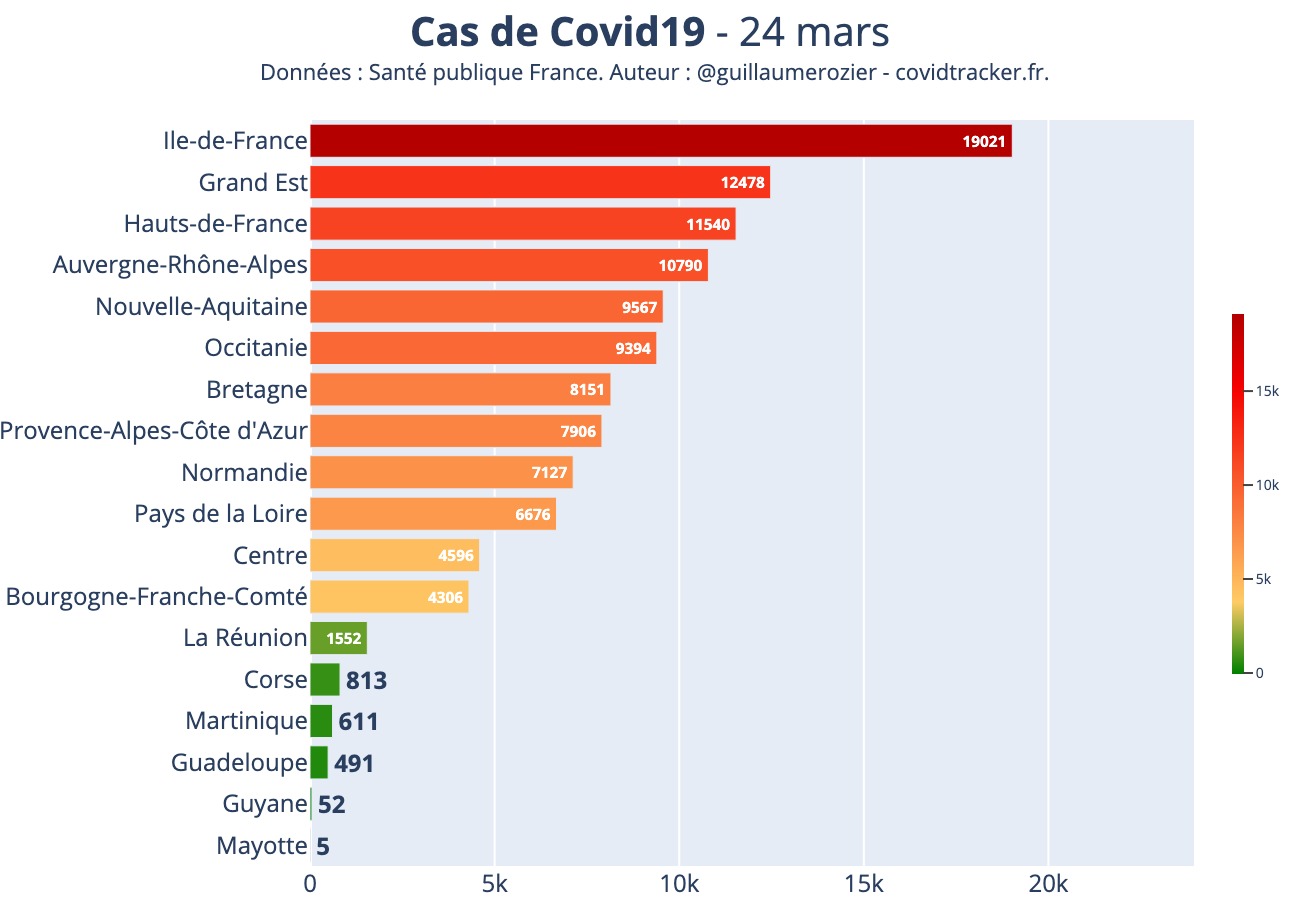 Cas de Covid19 - 24 mars
Données : Santé publique France. Auteur : @guillaumerozier - covidtracker.fr.
Ile-de-France 19021
Grand Est 12478
Hauts-de-France 11540
Auvergne-Rhône-Alpes 10790
Nouvelle-Aquitaine 9567
Occitanie 9394
Bretagne 8151
Provence-Alpes-Côte d'Azur 7906
Normandie 7127
Pays de la Loire 6676
Centre 4596
Bourgogne-Franche-Comté 4306
La Réunion 1552
Corse 813
Martinique 611
Guadeloupe 491
Guyane 52
Mayotte 5
0 5k 10k 15k 20k
15k
10k
5k
0